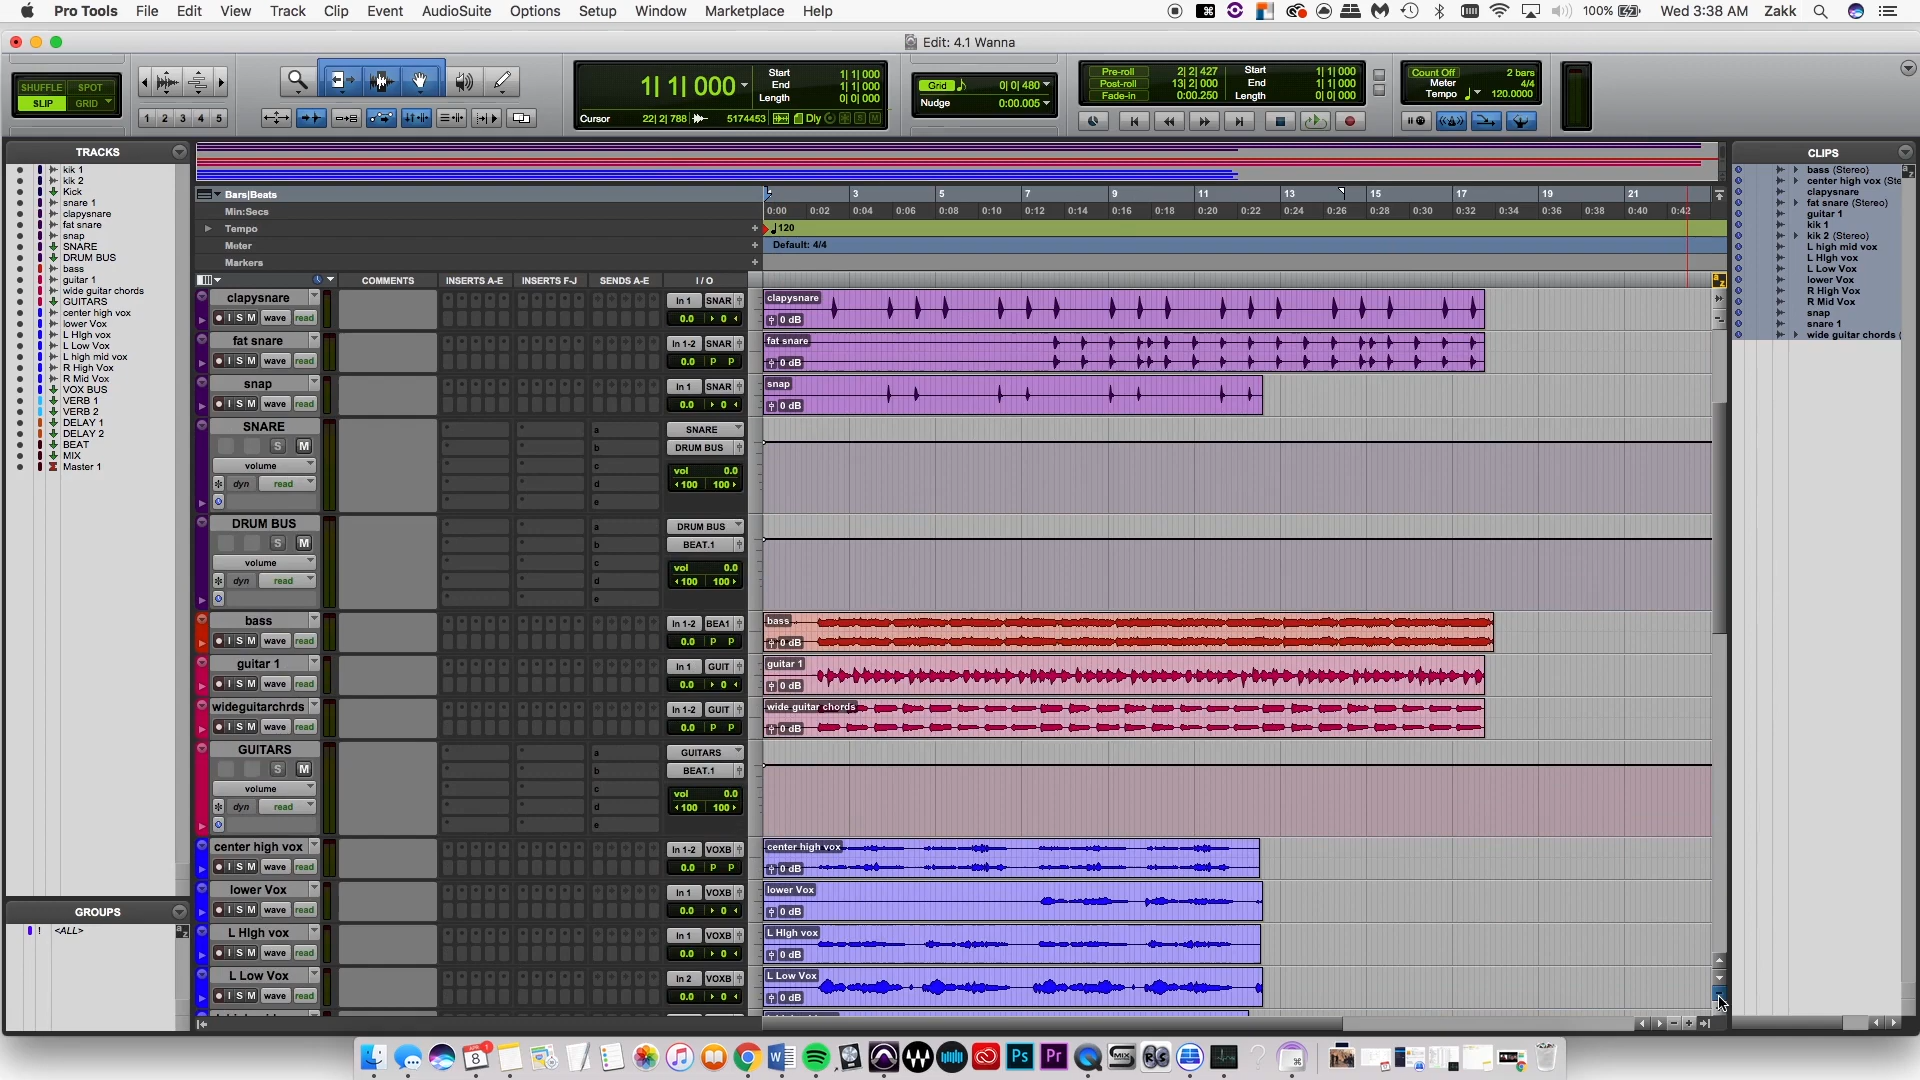 Pro Tools File Edit View Track Clip Event AudioSuite Options Setup Window Marketplace Help 100% Wed 3:38 AM Zakk
Edit: 4.1 Wanna
SHUFFLE SPOT
SLIP GRID
1 2 3 4 5
1| 1| 000
Start 1| 1| 000
End 1| 1| 000
Length 0| 0| 000
Cursor 22| 2| 788 5174453 Dly
Grid 0| 0| 480
Nudge 0:00.005
Pre-roll 2| 2| 427
Post-roll 13| 2| 000
Fade-in 0:00.250
Start 1| 1| 000
End 1| 1| 000
Length 0| 0| 000
Count Off 2 bars
Meter 4/4
Tempo 120.0000
TRACKS
kik 1
kik 2
Kick
snare 1
clapysnare
fat snare
snap
SNARE
DRUM BUS
bass
guitar 1
wide guitar chords
GUITARS
center high vox
lower Vox
L HIgh vox
L Low Vox
L high mid vox
R High Vox
R Mid Vox
VOX BUS
VERB 1
VERB 2
DELAY 1
DELAY 2
BEAT
MIX
Master 1
GROUPS
! <ALL>
Bars|Beats 3 5 7 9 11 13 15 17 19 21
Min:Secs 0:00 0:02 0:04 0:06 0:08 0:10 0:12 0:14 0:16 0:18 0:20 0:22 0:24 0:26 0:28 0:30 0:32 0:34 0:36 0:38 0:40 0:42
Tempo 120
Meter Default: 4/4
Markers
COMMENTS INSERTS A-E INSERTS F-J SENDS A-E I / O
clapysnare In 1 SNAR clapysnare
I S M wave read 0.0 0 0 dB
fat snare In 1-2 SNAR fat snare
I S M wave read 0.0 P P 0 dB
snap In 1 SNAR snap
I S M wave read 0.0 0 0 dB
SNARE a SNARE
S M b DRUM BUS
volume c vol 0.0
dyn read d 100 100
e
DRUM BUS a DRUM BUS
S M b BEAT.1
volume c vol 0.0
dyn read d 100 100
e
bass In 1-2 BEA1 bass
I S M wave read 0.0 P P 0 dB
guitar 1 In 1 GUIT guitar 1
I S M wave read 0.0 0 0 dB
wideguitarchrds In 1-2 GUIT wide guitar chords
I S M wave read 0.0 P P 0 dB
GUITARS a GUITARS
S M b BEAT.1
volume c vol 0.0
dyn read d 100 100
e
center high vox In 1-2 VOXB center high vox
I S M wave read 0.0 P P 0 dB
lower Vox In 1 VOXB lower Vox
I S M wave read 0.0 0 0 dB
L HIgh vox In 1 VOXB L HIgh vox
I S M wave read 0.0 0 0 dB
L Low Vox In 2 VOXB L Low Vox
I S M wave read 0.0 0 0 dB
CLIPS
bass (Stereo)
center high vox (Ste
clapysnare
fat snare (Stereo)
guitar 1
kik 1
kik 2 (Stereo)
L high mid vox
L HIgh vox
L Low Vox
lower Vox
R High Vox
R Mid Vox
snap
snare 1
wide guitar chords (
8
Ps
Pr
MIX